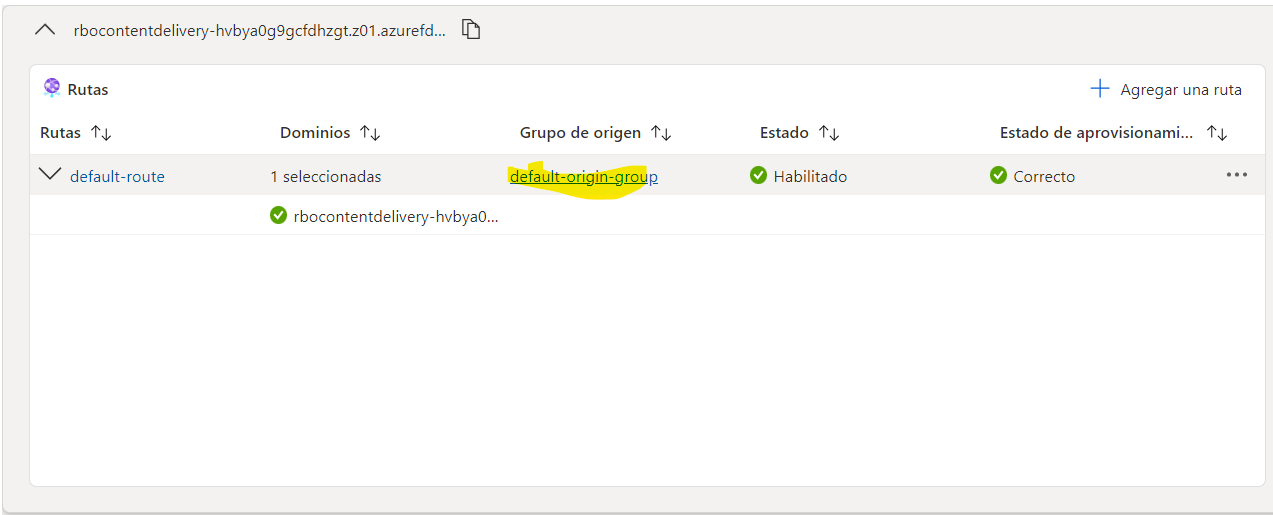 rbocontentdelivery-hvbya0g9gcfdhzgt.z01.azurefd...
Rutas
Agregar una ruta
Rutas Dominios Grupo de origen Estado Estado de aprovisionami...
default-route 1 seleccionadas default-origin-group Habilitado Correcto
rbocontentdelivery-hvbya0...